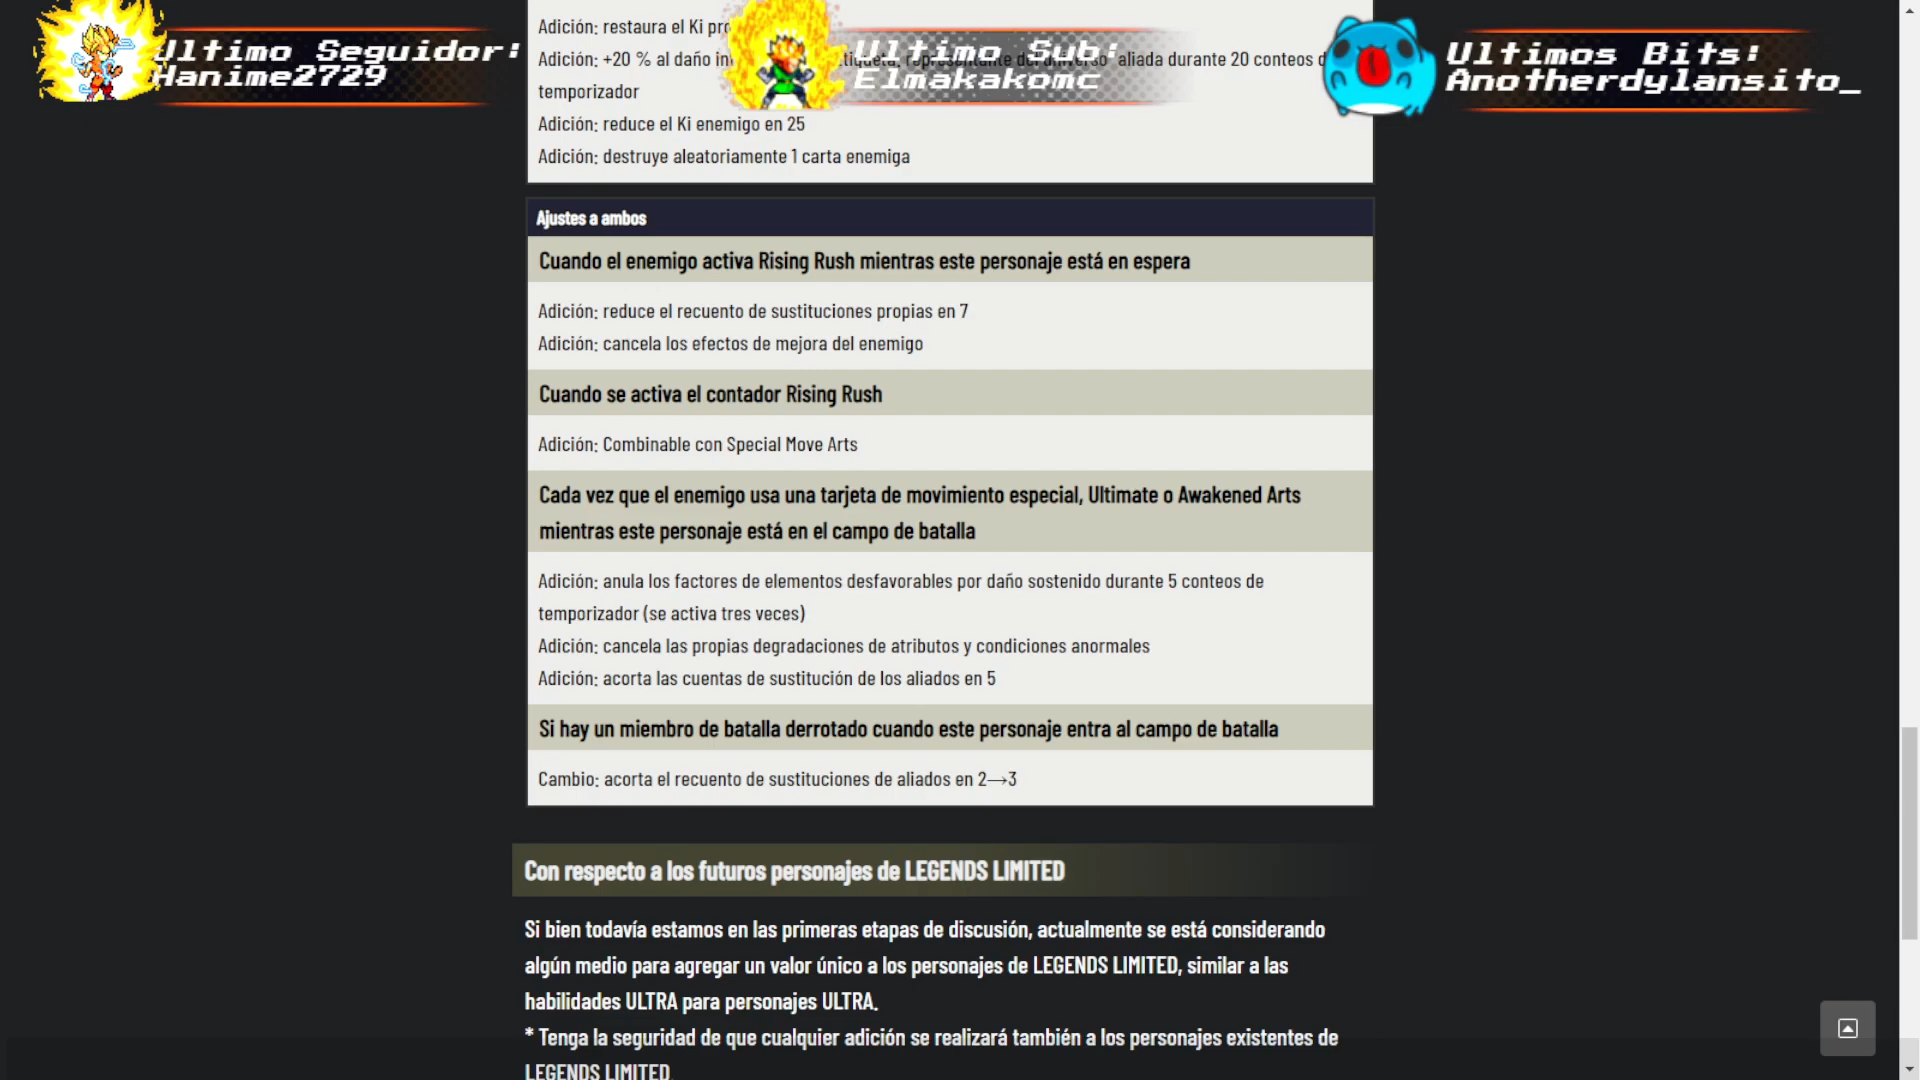 Adición: restaura el Ki
Ultimo Seguidor:
Hanime2729
Ultimo Sub:
Elmakakomc
Ultimos Bits:
Anotherdylansito_
Adición: +20 % al daño aliada durante 20 conteos
temporizador
Adición: reduce el Ki enemigo en 25
Adición: destruye aleatoriamente 1 carta enemiga
Ajustes a ambos
Cuando el enemigo activa Rising Rush mientras este personaje está en espera
Adición: reduce el recuento de sustituciones propias en 7
Adición: cancela los efectos de mejora del enemigo
Cuando se activa el contador Rising Rush
Adición: Combinable con Special Move Arts
Cada vez que el enemigo usa una tarjeta de movimiento especial, Ultimate o Awakened Arts
mientras este personaje está en el campo de batalla
Adición: anula los factores de elementos desfavorables por daño sostenido durante 5 conteos de
temporizador (se activa tres veces)
Adición: cancela las propias degradaciones de atributos y condiciones anormales
Adición: acorta las cuentas de sustitución de los aliados en 5
Si hay un miembro de batalla derrotado cuando este personaje entra al campo de batalla
Cambio: acorta el recuento de sustituciones de aliados en 2→3
Con respecto a los futuros personajes de LEGENDS LIMITED
Si bien todavía estamos en las primeras etapas de discusión, actualmente se está considerando
algún medio para agregar un valor único a los personajes de LEGENDS LIMITED, similar a las
habilidades ULTRA para personajes ULTRA.
* Tenga la seguridad de que cualquier adición se realizará también a los personajes existentes de
LEGENDS LIMITED.